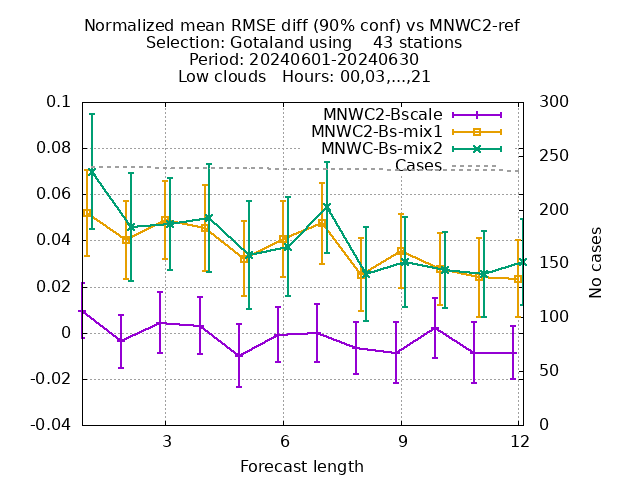 Normalized mean RMSE diff (90% conf) vs MNWC2-ref
Selection: Gotaland using    43 stations
Period: 20240601-20240630
Low clouds   Hours: 00,03,...,21
MNWC2-Bscale
MNWC2-Bs-mix1
MNWC-Bs-mix2
Cases
0.1
0.08
0.06
0.04
0.02
0
-0.02
-0.04
300
250
200
150
100
50
0
No cases
3 6 9 12
Forecast length